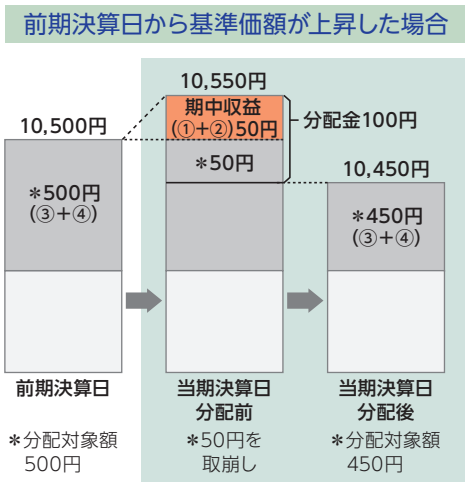 前期決算日から基準価額が上昇した場合
10,550円
期中収益
(①+②)50円
分配金100円
10,500円
*50円
10,450円
*500円
(③+④)
*450円
(③+④)
前期決算日
当期決算日
分配前
当期決算日
分配後
*分配対象額
500円
*50円を
取崩し
*分配対象額
450円